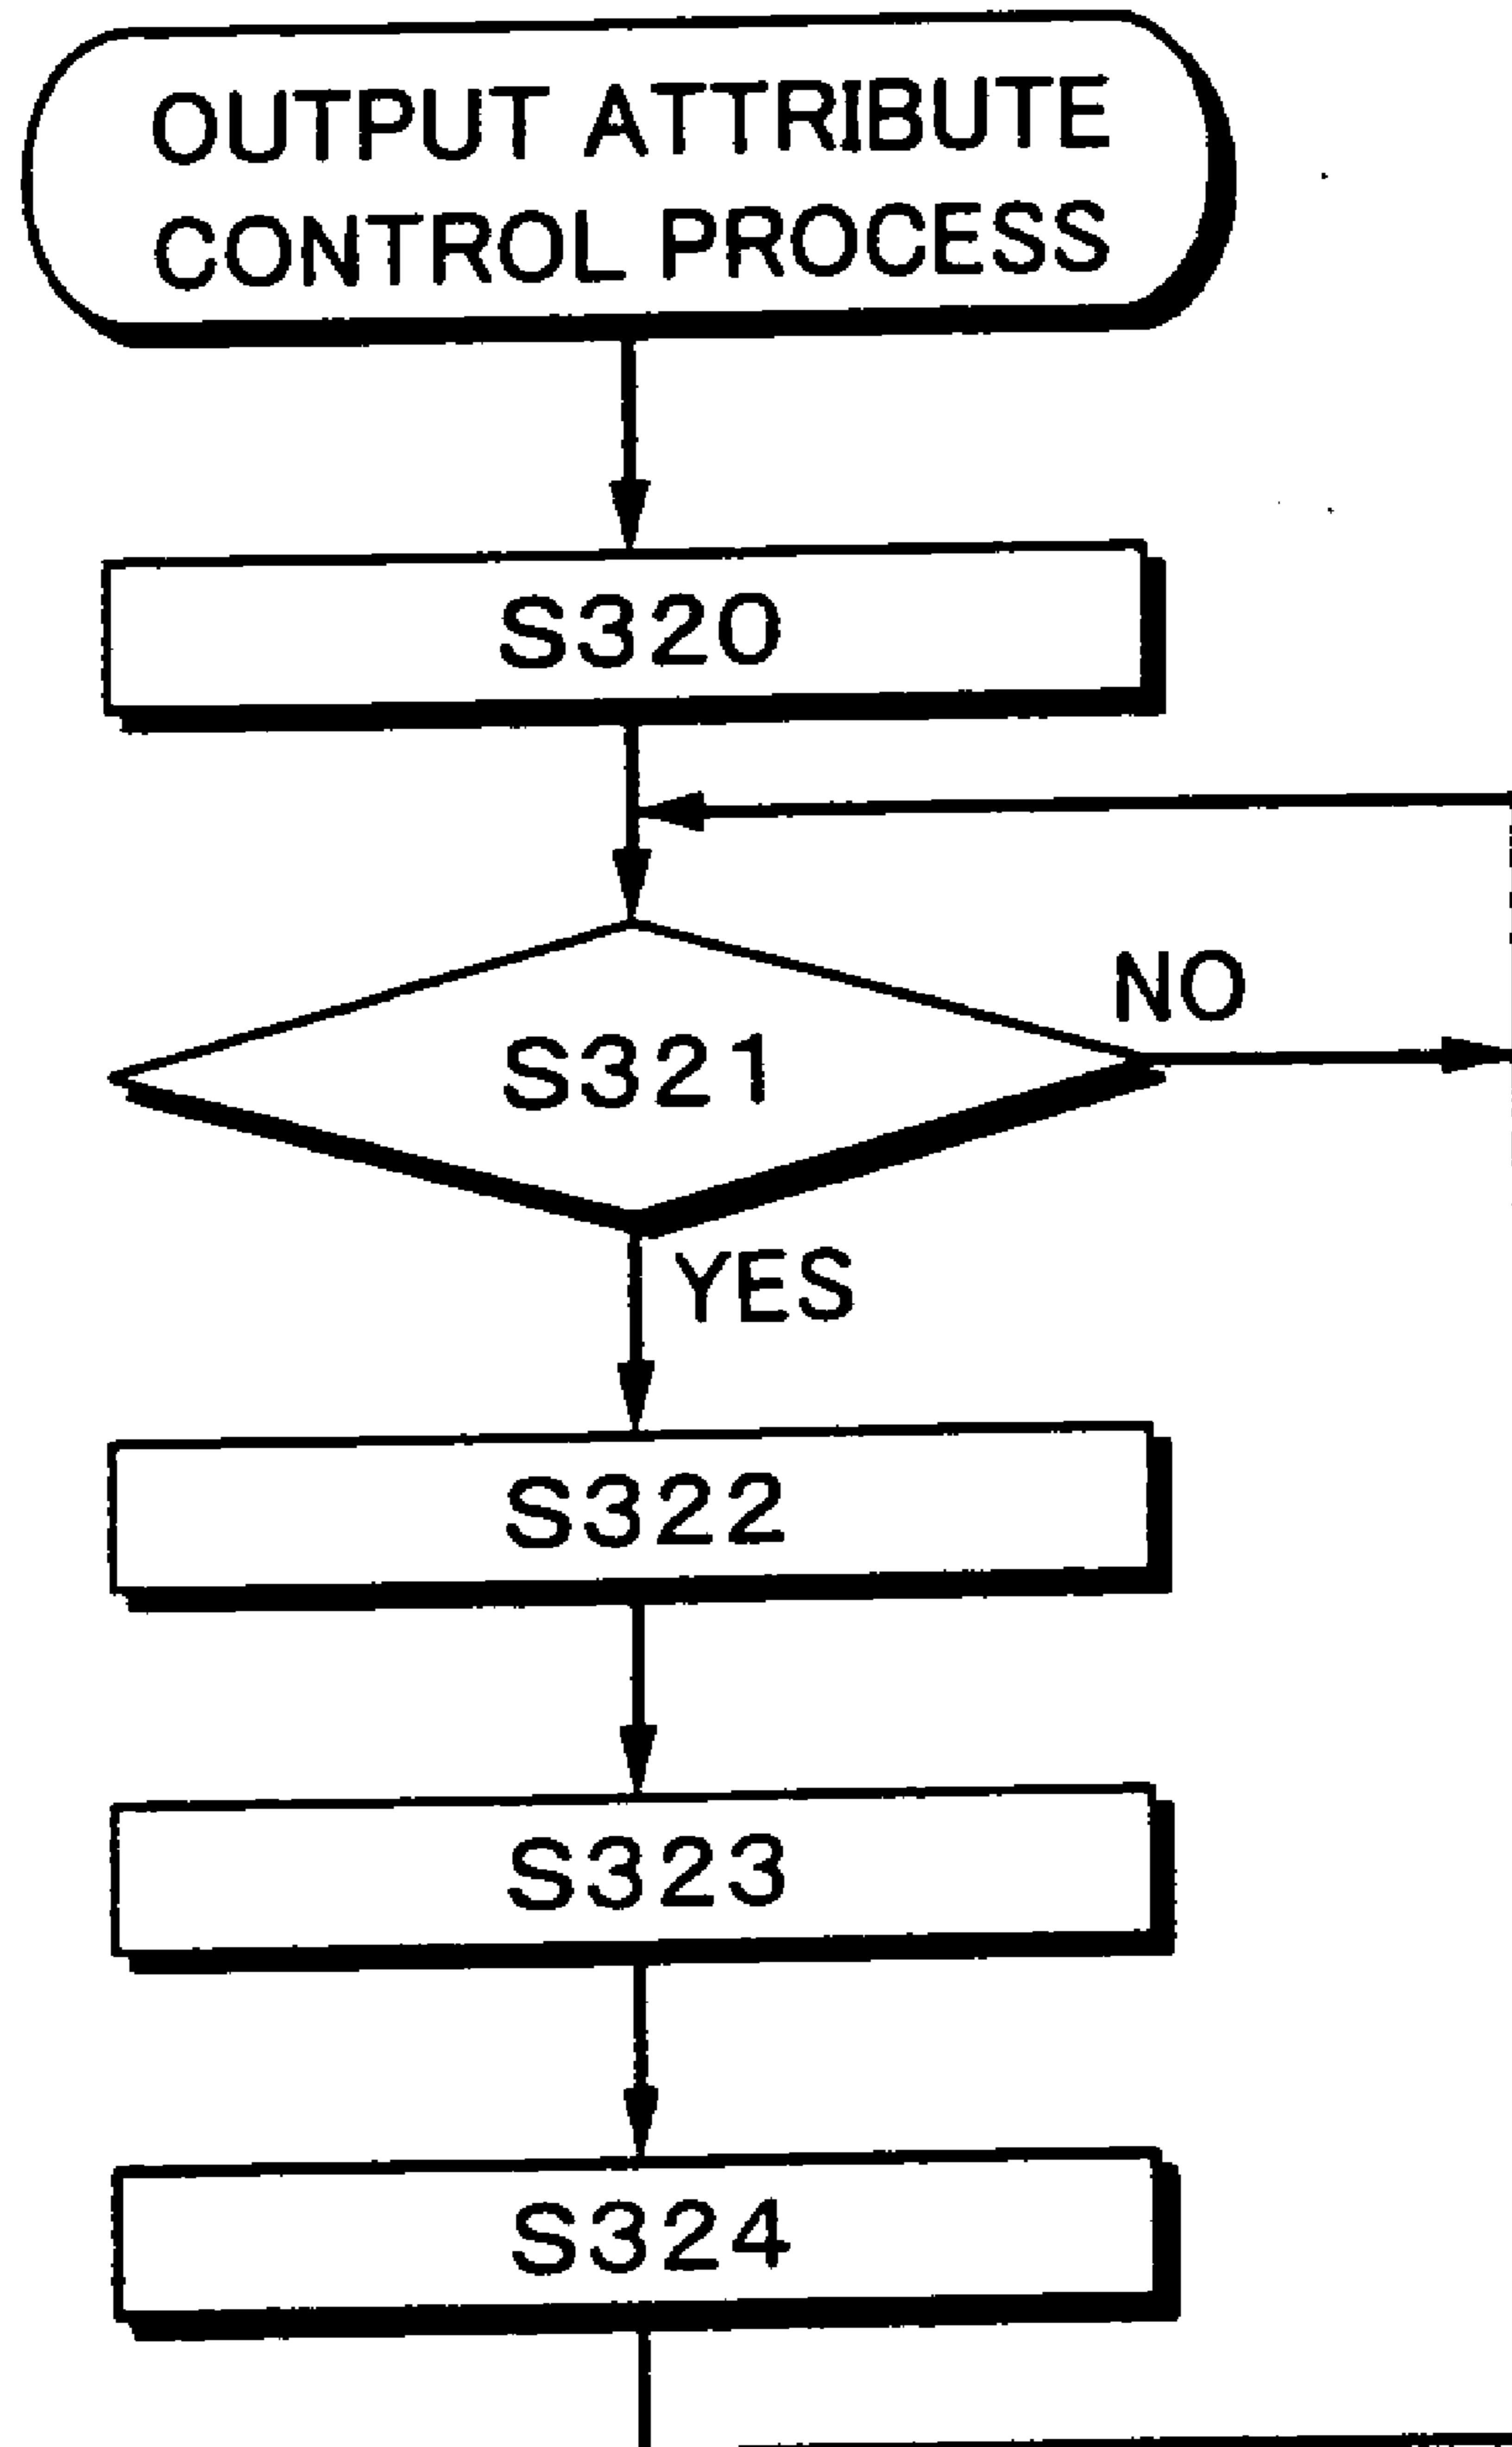 OUTPUT ATTRIBUTE
CONTROL PROCESS
S320
NO
S321
YES
S322
S323
S324